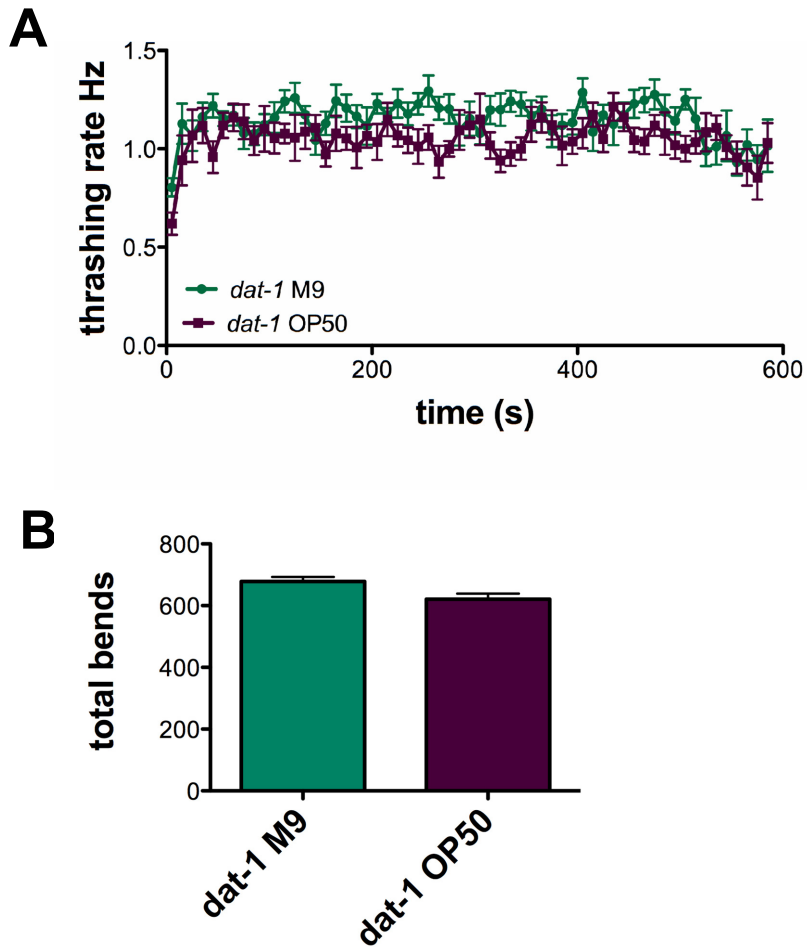 A
thrashing rate Hz
1.5
1.0
0.5
0.0
dat-1 M9
dat-1 OP50
0
200
400
600
time (s)
B
total bends
800
600
400
200
0
dat-1 M9
dat-1 OP50